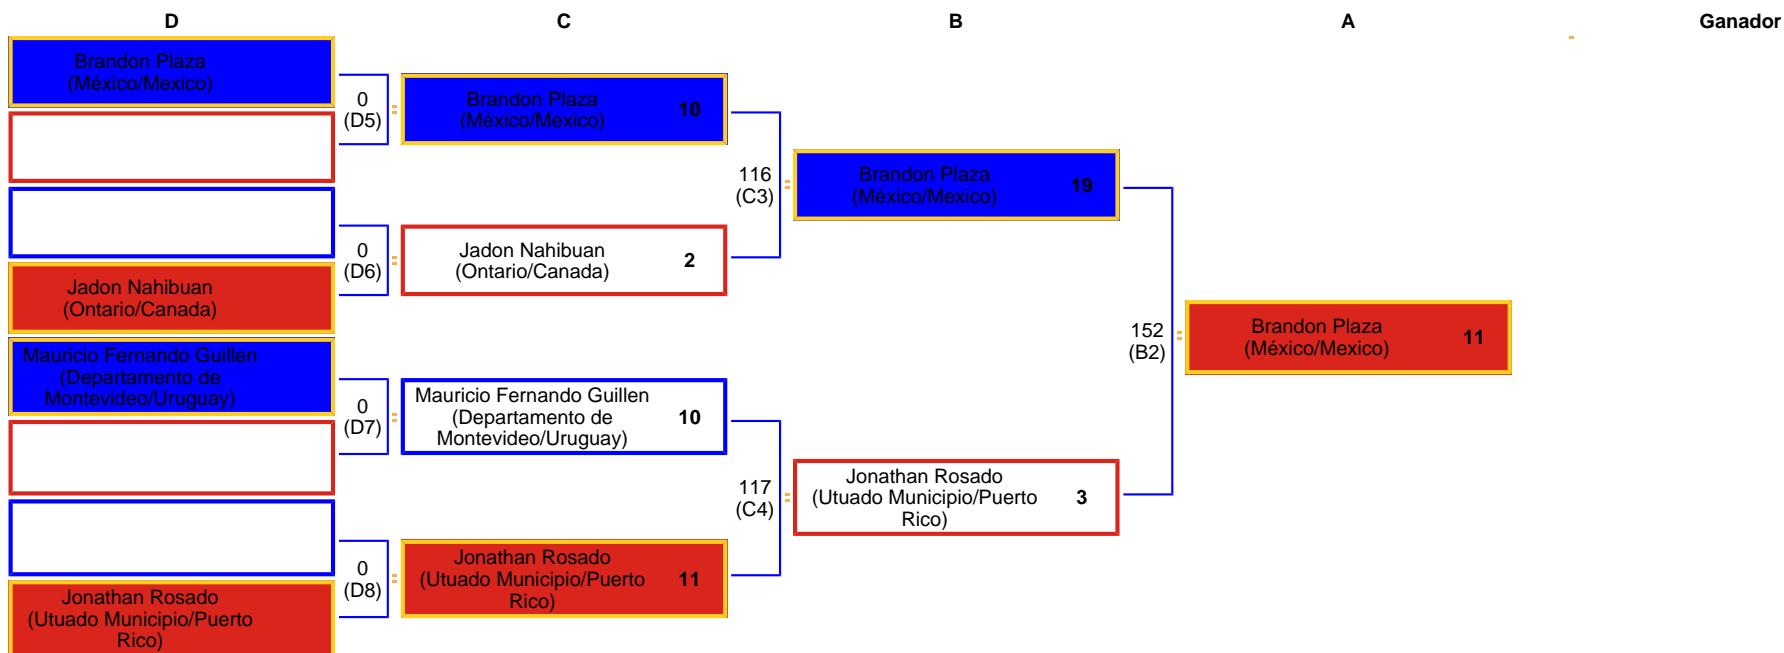 D
C
B
A
Ganador
Brandon Plaza
(México/Mexico)
0
(D5)
Brandon Plaza
(México/Mexico)
10
116
(C3)
Brandon Plaza
(México/Mexico)
19
0
(D6)
Jadon Nahibuan
(Ontario/Canada)
2
Jadon Nahibuan
(Ontario/Canada)
152
(B2)
Brandon Plaza
(México/Mexico)
11
Mauricio Fernando Guillen
(Departamento de
Montevideo/Uruguay)
0
(D7)
Mauricio Fernando Guillen
(Departamento de
Montevideo/Uruguay)
10
117
(C4)
Jonathan Rosado
(Utuado Municipio/Puerto
Rico)
3
0
(D8)
Jonathan Rosado
(Utuado Municipio/Puerto
Rico)
11
Jonathan Rosado
(Utuado Municipio/Puerto
Rico)